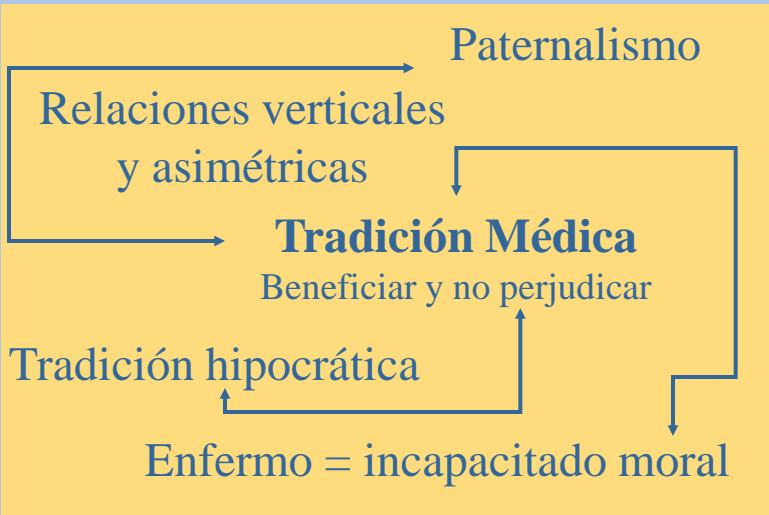 Paternalismo
Relaciones verticales
y asimétricas
Tradición Médica
Beneficiar y no perjudicar
Tradición hipocrática
Enfermo = incapacitado moral